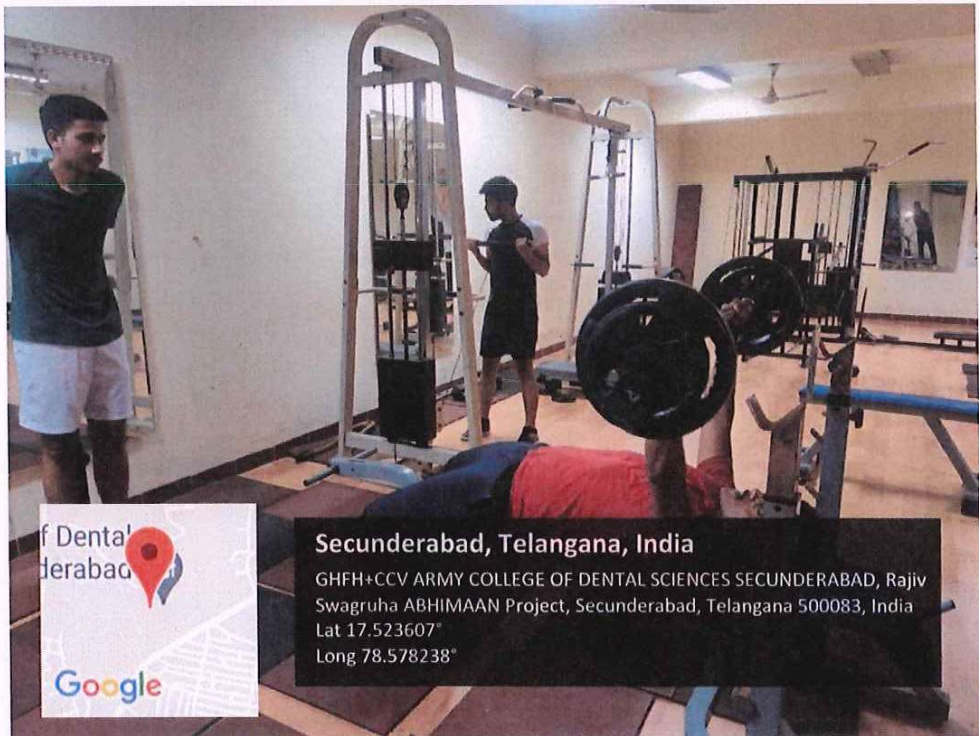 f Dental
derabad
Google
Secunderabad, Telangana, India
GHFH+CCV ARMY COLLEGE OF DENTAL SCIENCES SECUNDERABAD, Rajiv
Swagruha ABHIMAAN Project, Secunderabad, Telangana 500083, India
Lat 17.523607°
Long 78.578238°